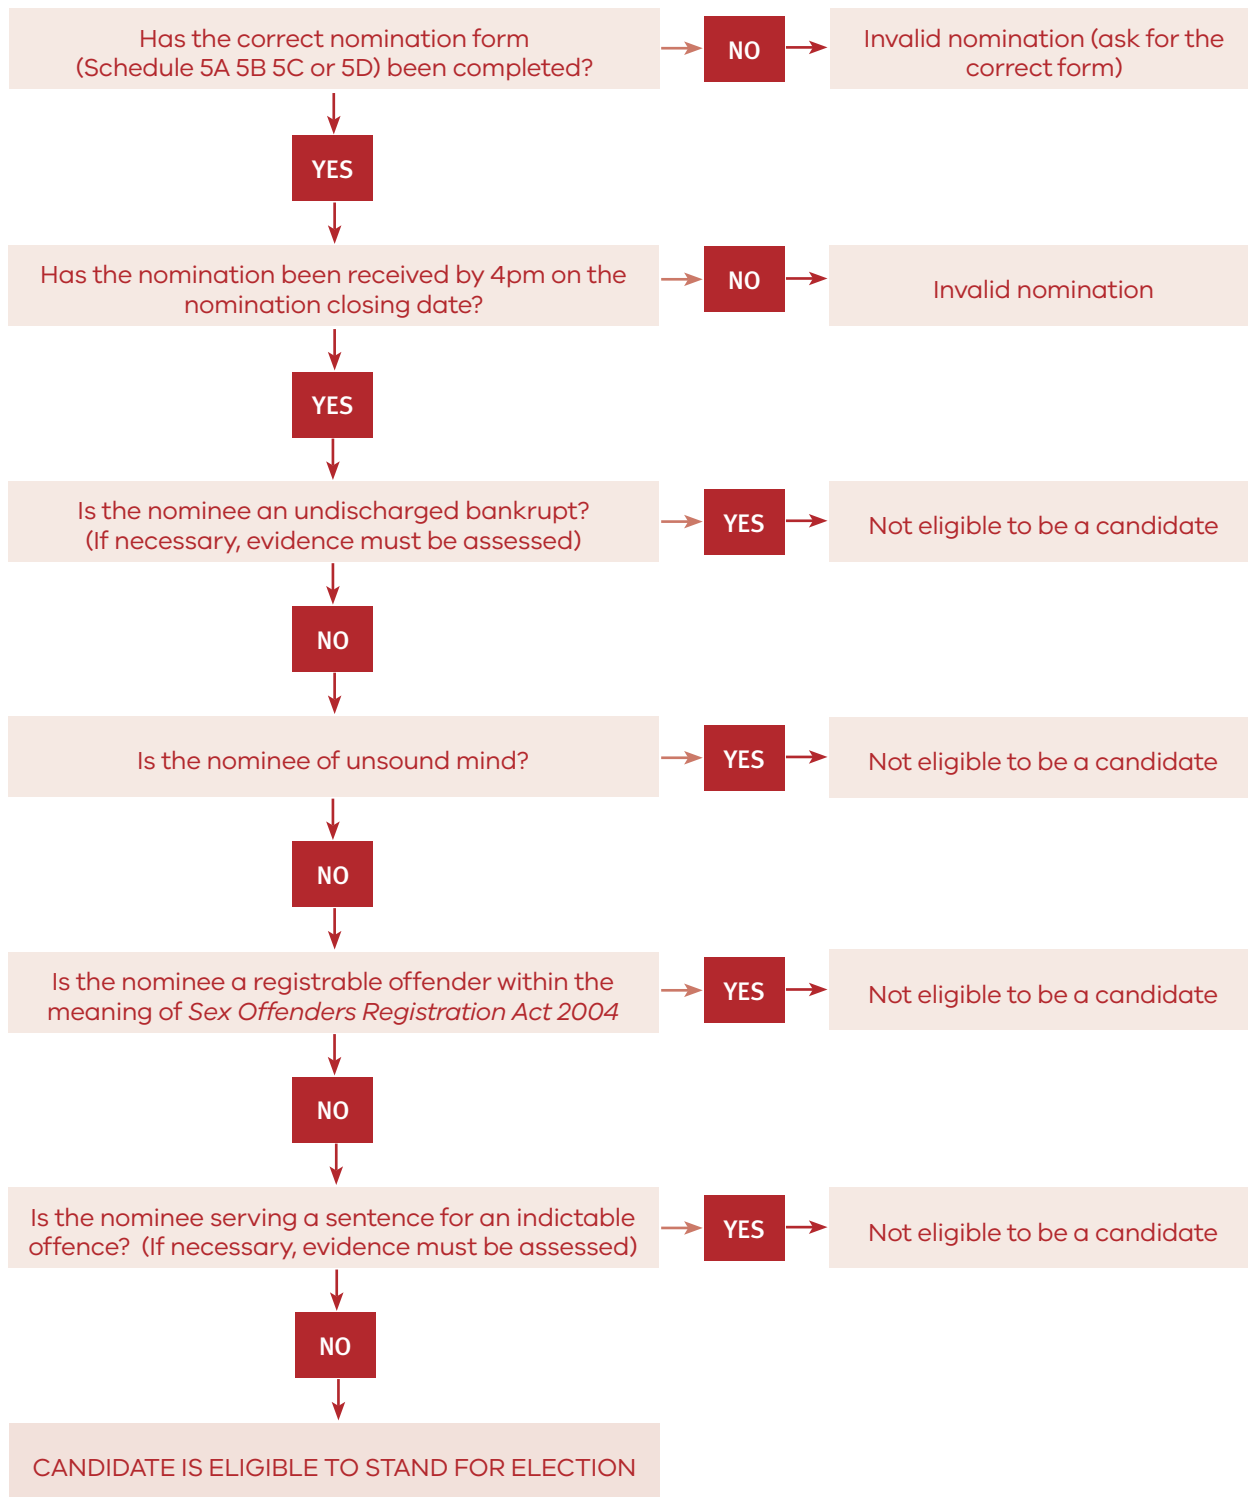 Has the correct nomination form
(Schedule 5A 5B 5C or 5D) been completed?
NO
Invalid nomination (ask for the
correct form)
YES
Has the nomination been received by 4pm on the
nomination closing date?
NO
Invalid nomination
YES
Is the nominee an undischarged bankrupt?
(If necessary, evidence must be assessed)
YES
Not eligible to be a candidate
NO
Is the nominee of unsound mind?
YES
Not eligible to be a candidate
NO
Is the nominee a registrable offender within the
meaning of Sex Offenders Registration Act 2004
YES
Not eligible to be a candidate
NO
Is the nominee serving a sentence for an indictable
offence? (If necessary, evidence must be assessed)
YES
Not eligible to be a candidate
NO
CANDIDATE IS ELIGIBLE TO STAND FOR ELECTION